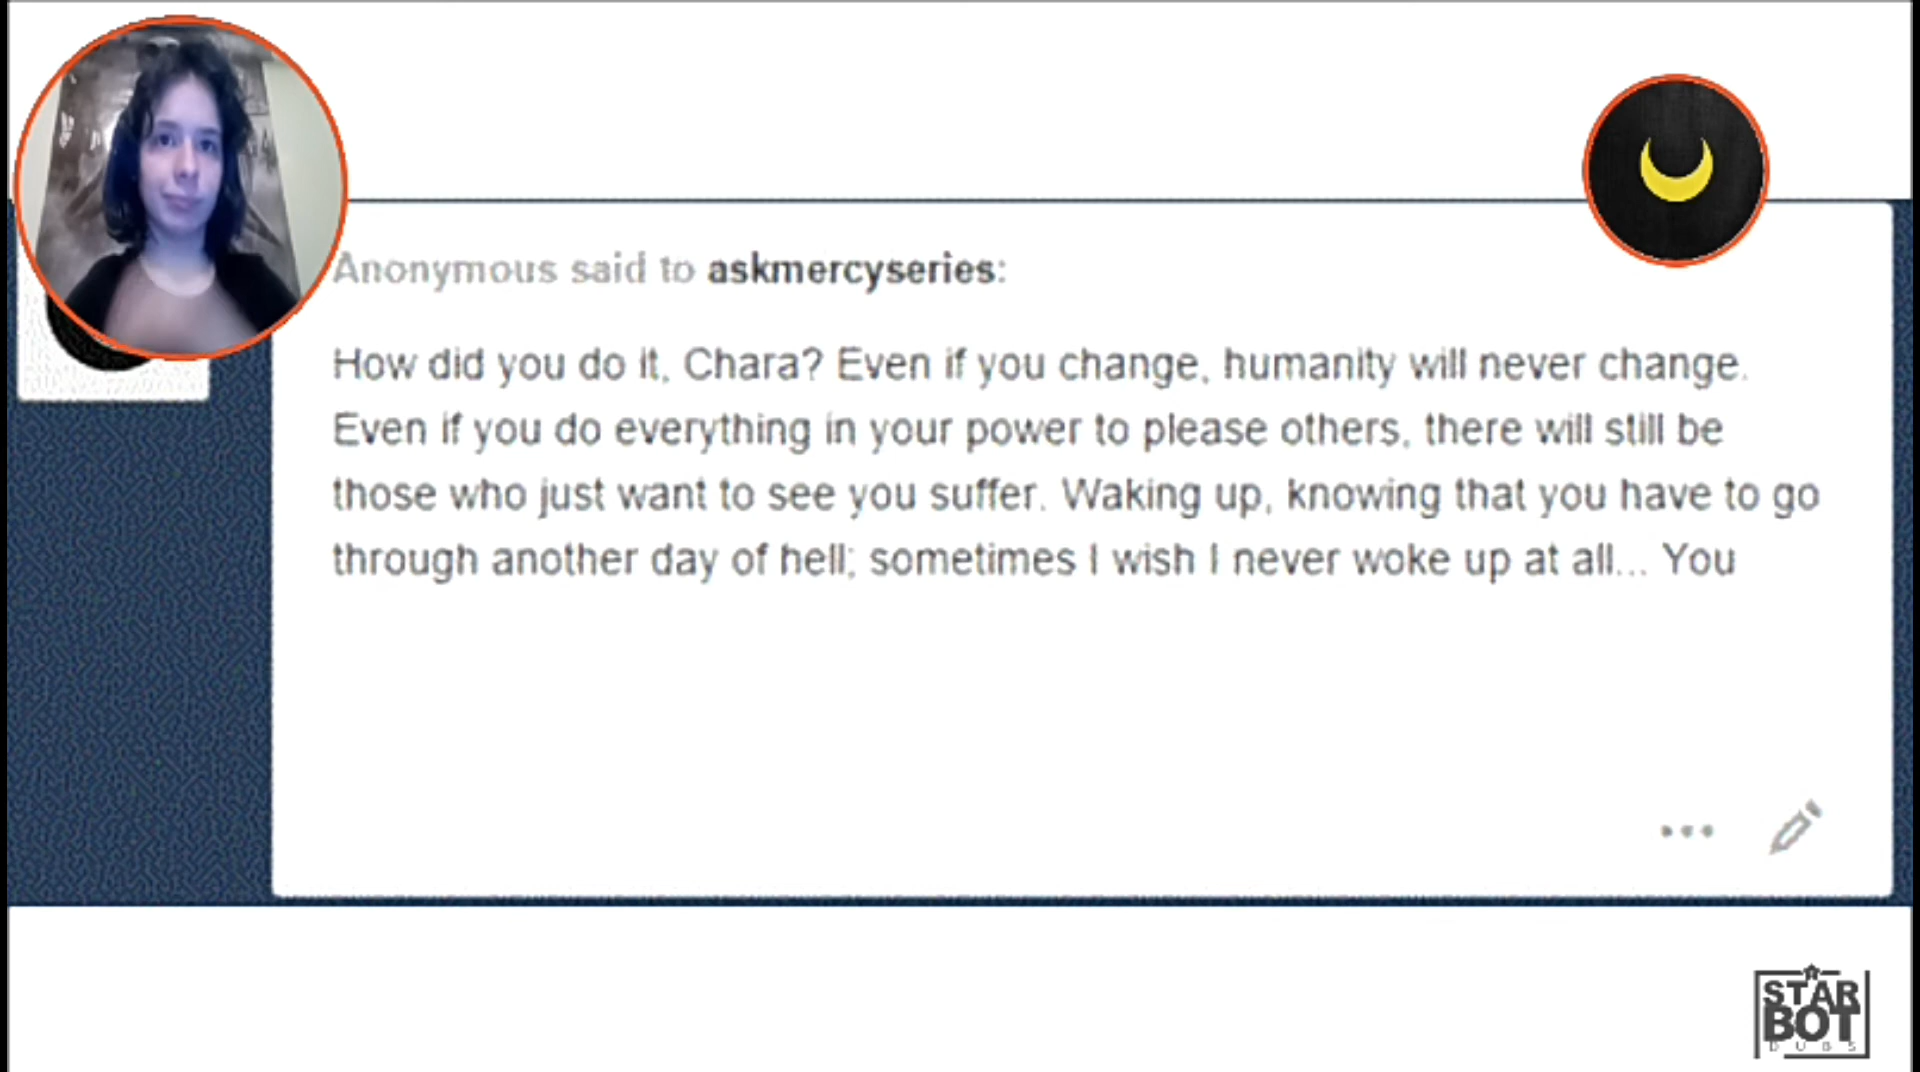 Anonymous said to askmercyseries:
How did you do it, Chara? Even if you change, humanity will never change.
Even if you do everything in your power to please others, there will still be
those who just want to see you suffer. Waking up, knowing that you have to go
through another day of hell; sometimes I wish I never woke up at all... You
STAR
BOT
DUBS